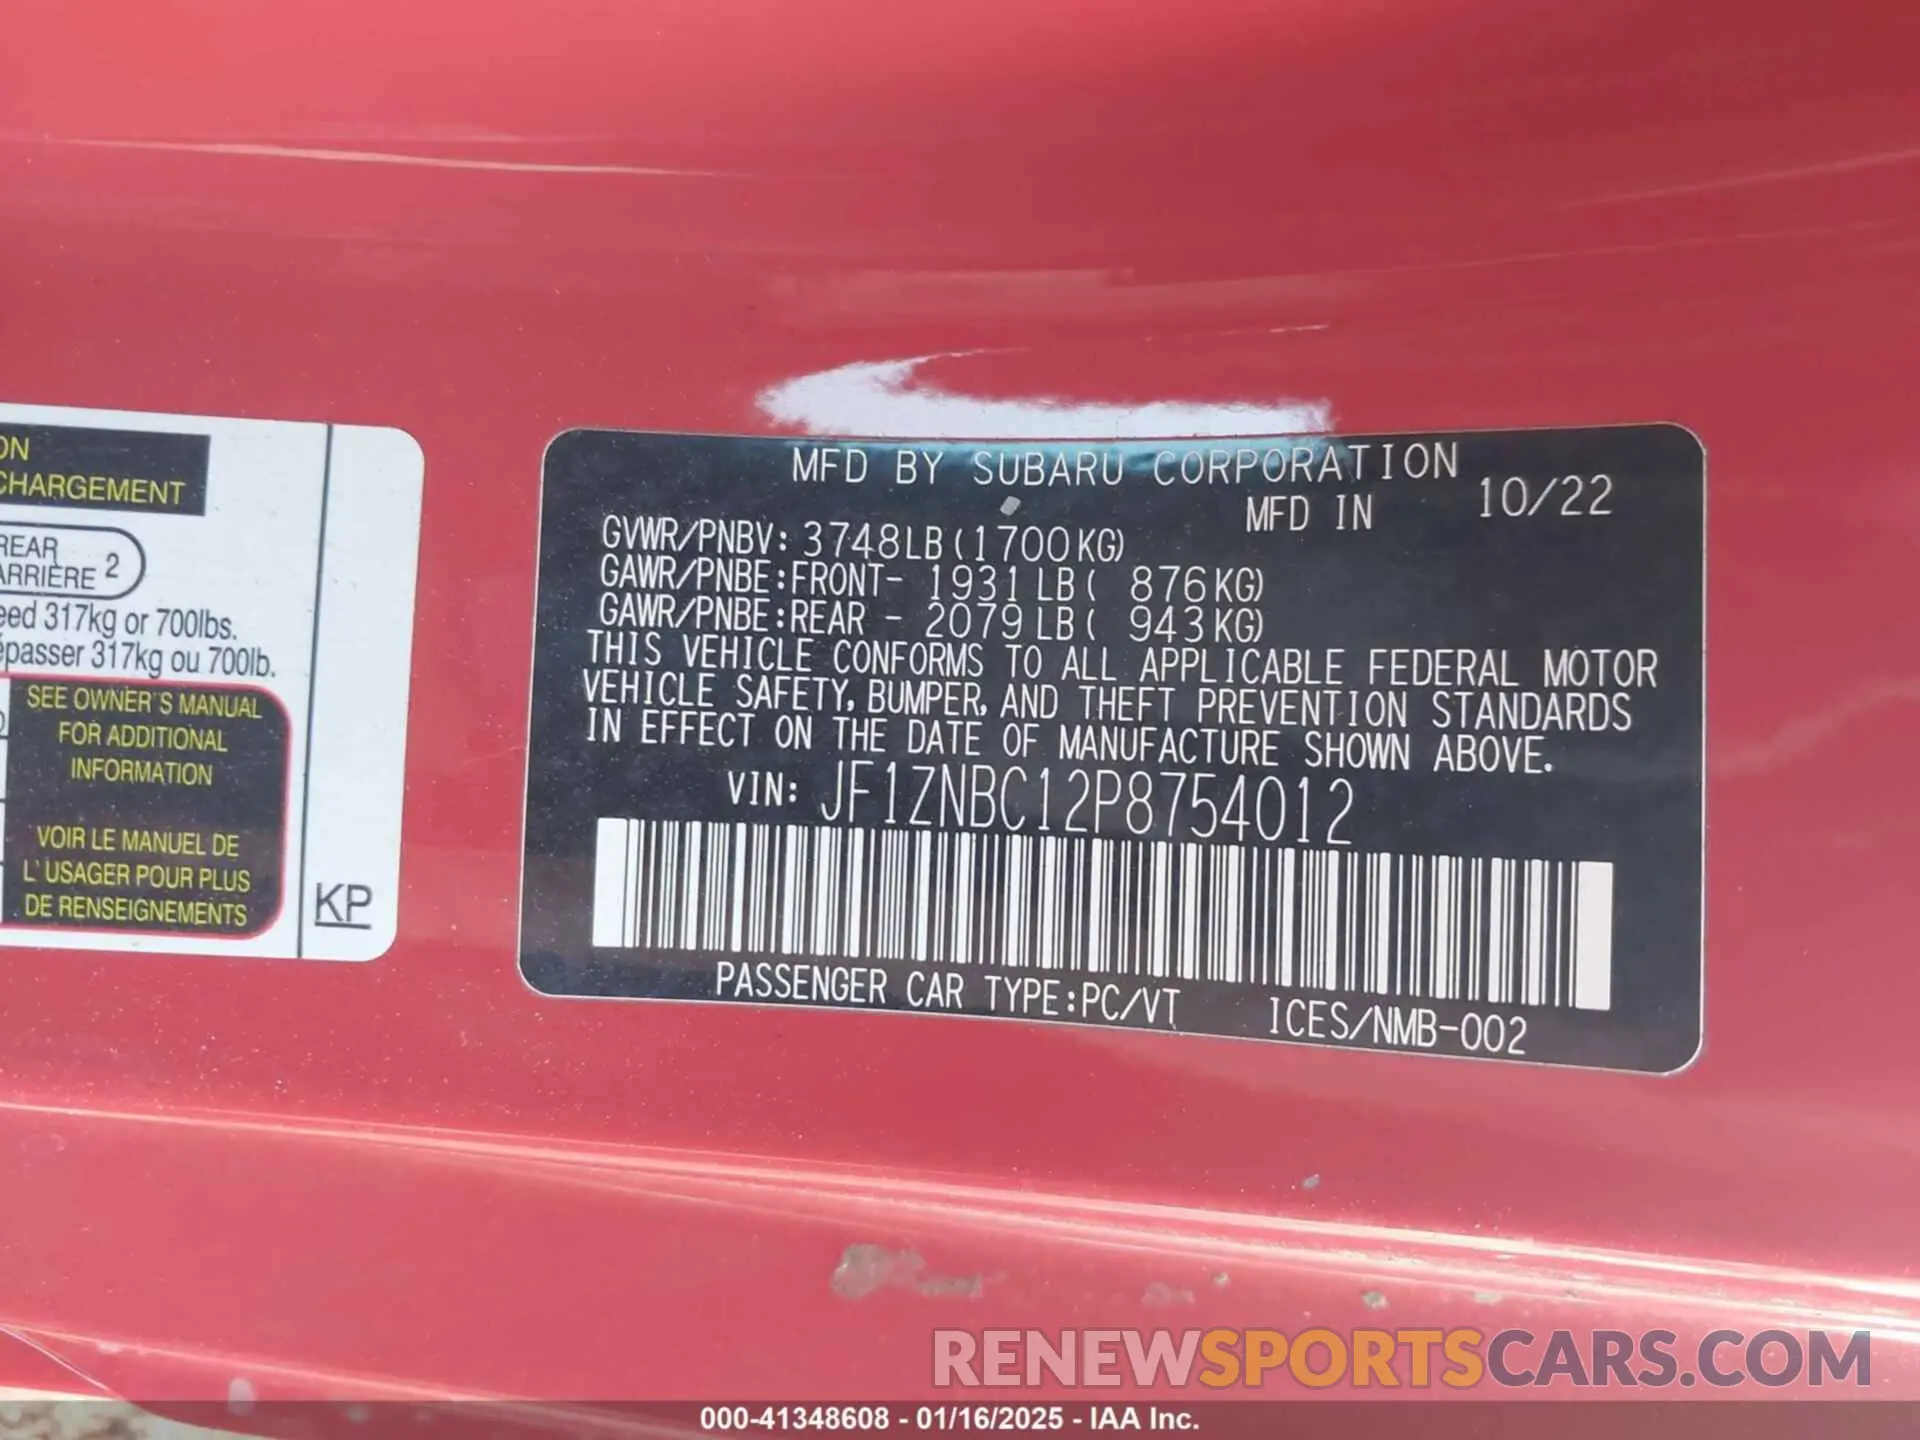 ON
CHARGEMENT
REAR
ARRIÈRE 2
eed 317kg or 700lbs.
épasser 317kg ou 700lb.
SEE OWNER'S MANUAL
FOR ADDITIONAL
INFORMATION
VOIR LE MANUEL DE
L'USAGER POUR PLUS
DE RENSEIGNEMENTS
KP
MFD BY SUBARU CORPORATION
MFD IN 10/22
GVWR/PNBV: 3748LB(1700KG)
GAWR/PNBE:FRONT- 1931LB( 876KG)
GAWR/PNBE:REAR - 2079LB( 943KG)
THIS VEHICLE CONFORMS TO ALL APPLICABLE FEDERAL MOTOR
VEHICLE SAFETY, BUMPER, AND THEFT PREVENTION STANDARDS
IN EFFECT ON THE DATE OF MANUFACTURE SHOWN ABOVE.
VIN: JF1ZNBC12P8754012
PASSENGER CAR TYPE:PC/VT ICES/NMB-002
RENEWSPORTSCARS.COM
000-41348608 - 01/16/2025 - IAA Inc.